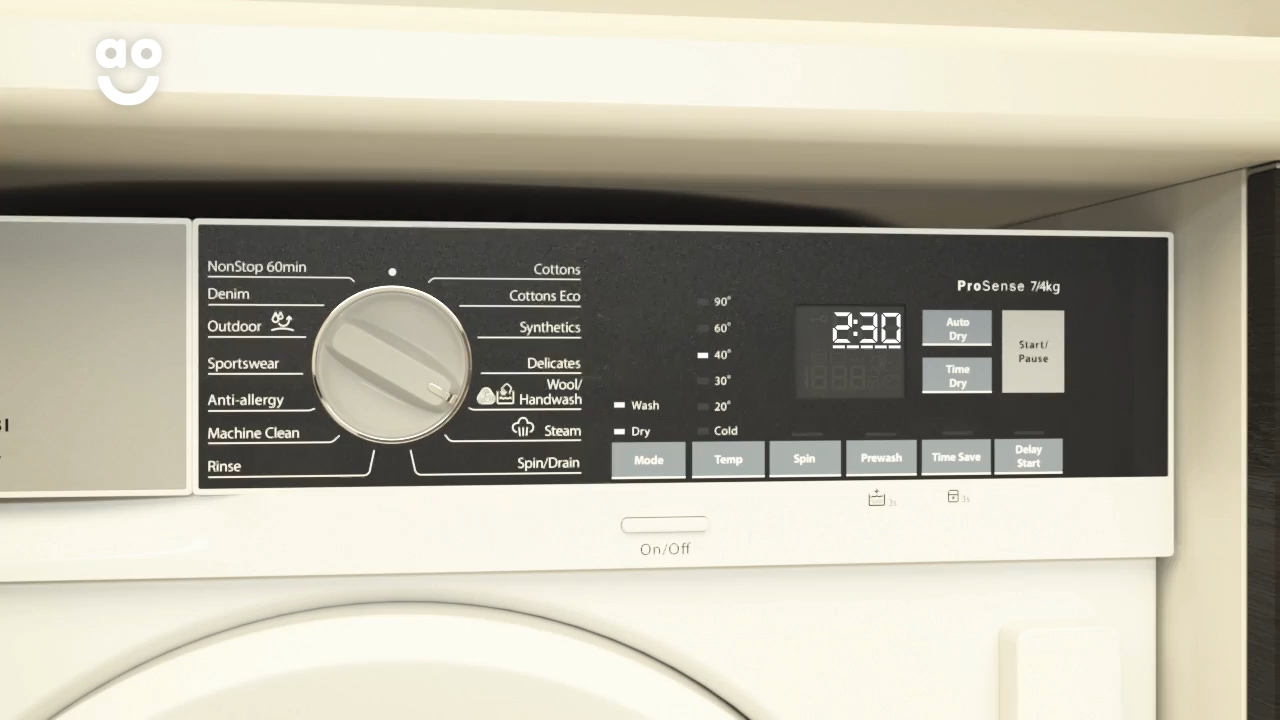 ao
NonStop 60min
Denim
Outdoor
Sportswear
Anti-allergy
Machine Clean
Rinse
Cottons
Cottons Eco
Synthetics
Delicates
Wool/
Handwash
Steam
Spin/Drain
90°
60°
40°
30°
20°
Cold
Wash
Dry
2:30
ProSense 7/4kg
Auto
Dry
Time
Dry
Start/
Pause
Mode
Temp
Spin
Prewash
Time Save
Delay
Start
3s
3s
On/Off